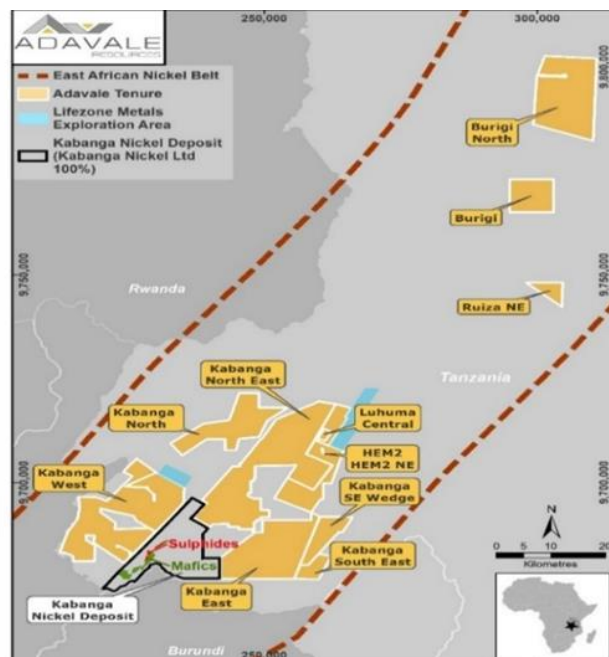 ADAVALE
RESOURCES
East African Nickel Belt
Adavale Tenure
Lifezone Metals
Exploration Area
Kabanga Nickel Deposit
(Kabanga Nickel Ltd
100%)
250,000
300,000
9,800,000
Burigi
North
Burigi
9,750,000
9,750,000
Ruiza NE
Rwanda
Tanzania
Kabanga
North East
Kabanga
North
Luhuma
Central
HEM2
HEM2 NE
Kabanga
West
Kabanga
SE Wedge
9,700,000
9,700,000
Sulphides
Mafics
Kabanga
South East
Kabanga
East
Kabanga
Nickel Deposit
N
0
10
20
Kilometres
Burundi
250,000